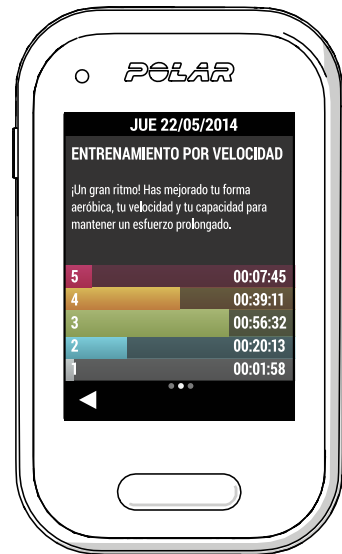 POLAR
JUE 22/05/2014
ENTRENAMIENTO POR VELOCIDAD
¡Un gran ritmo! Has mejorado tu forma
aeróbica, tu velocidad y tu capacidad para
mantener un esfuerzo prolongado.
5 00:07:45
4 00:39:11
3 00:56:32
2 00:20:13
1 00:01:58